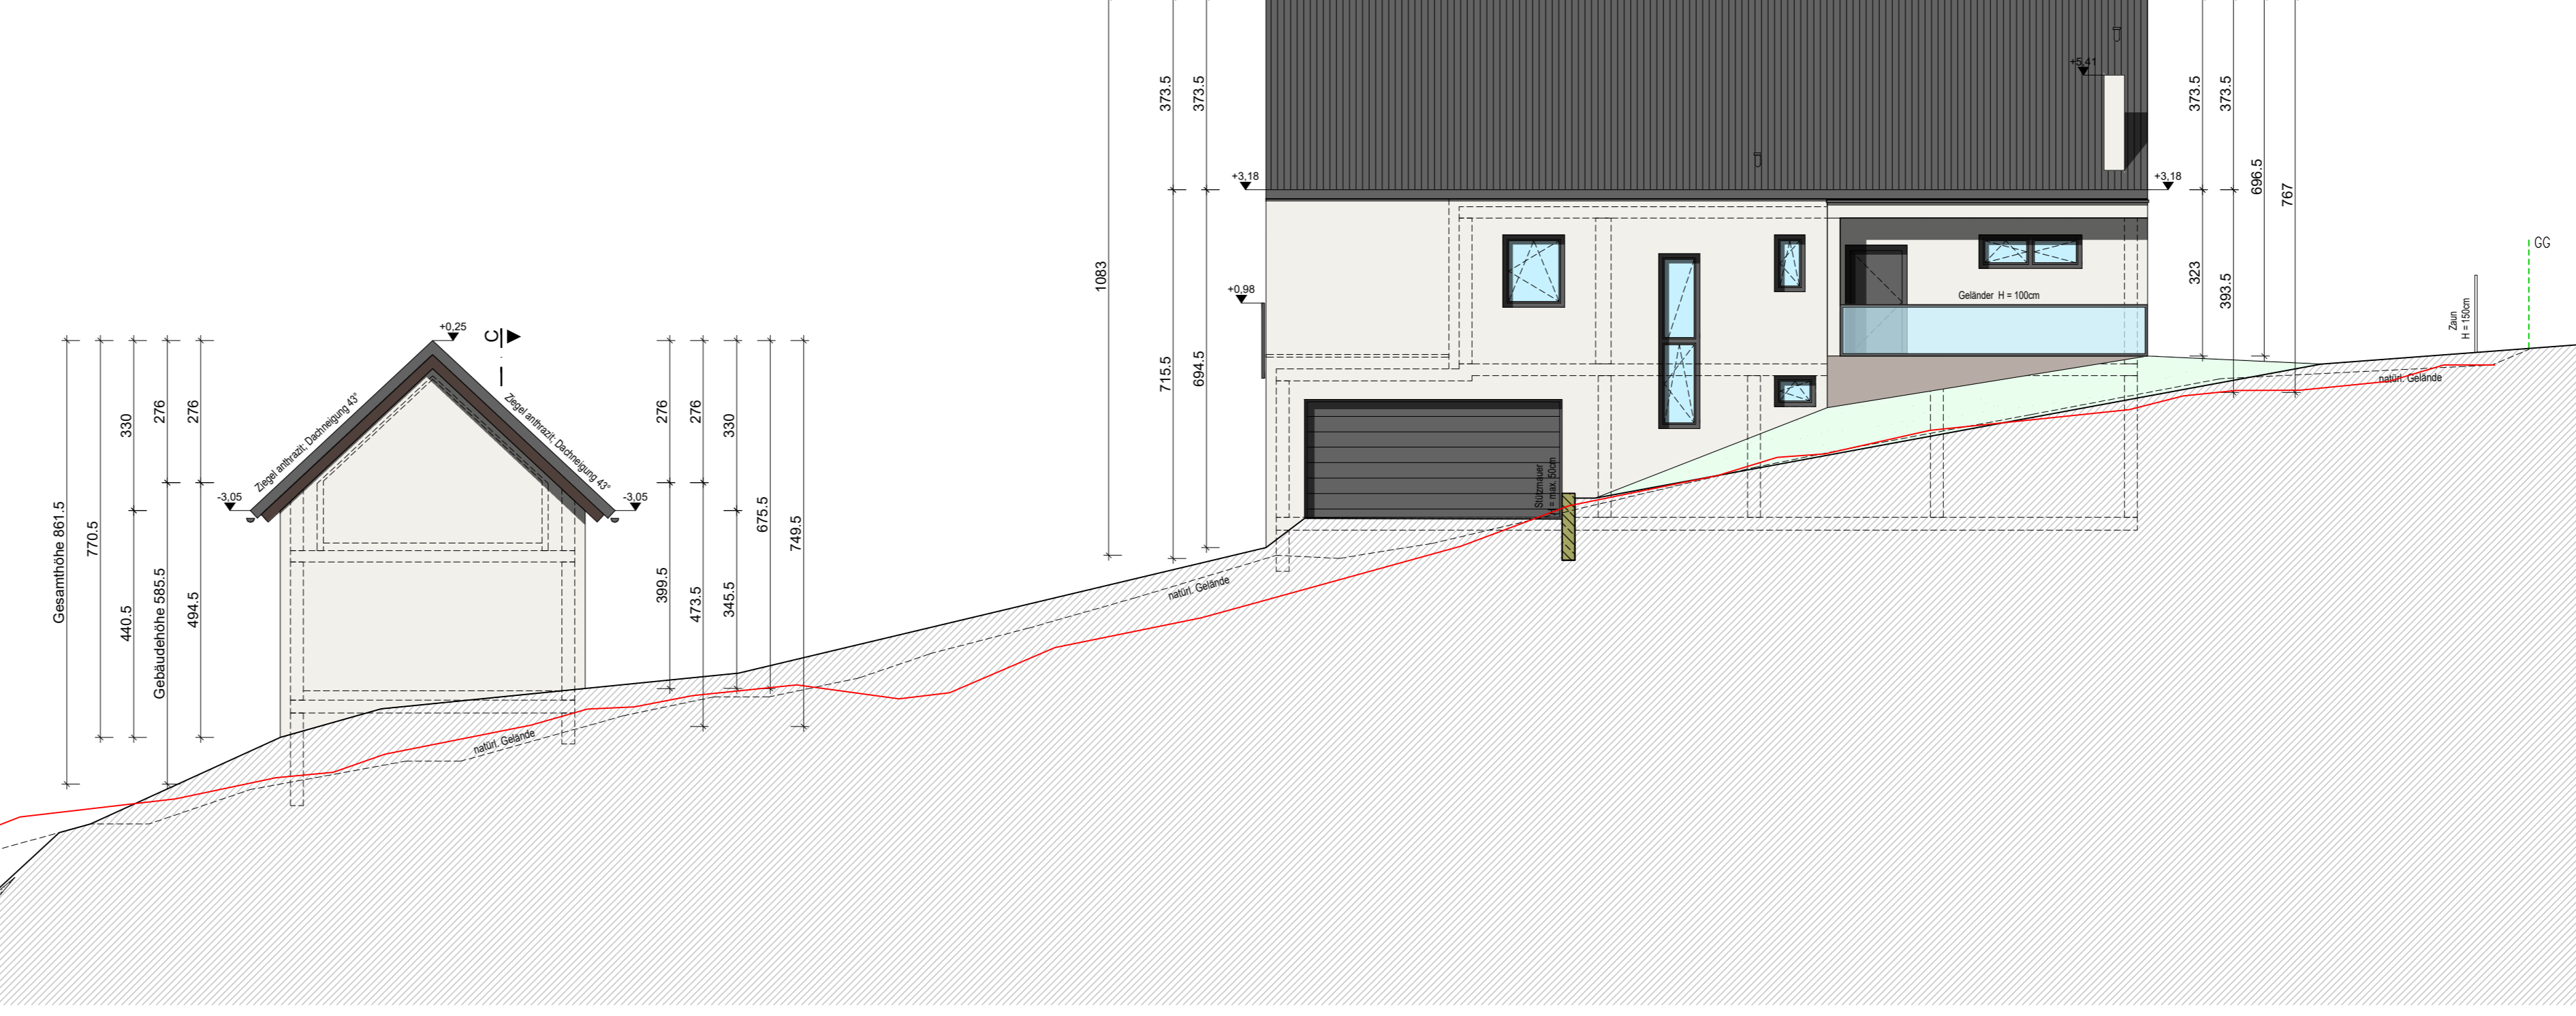 Gesamthöhe 861.5
770.5
330
440.5
276
Gebäudehöhe 585.5
276
494.5
-3,05
Ziegel anthrazit; Dachneigung 43°
+0,25
C
Ziegel anthrazit; Dachneigung 43°
-3,05
natürl. Gelände
276
399.5
276
473.5
330
345.5
675.5
749.5
1083
373.5
715.5
373.5
694.5
+3,18
+0,98
natürl. Gelände
Stützmauer
H = max. 50cm
Geländer H = 100cm
+5,41
+3,18
373.5
323
373.5
393.5
696.5
767
natürl. Gelände
Zaun
H = 150cm
GG